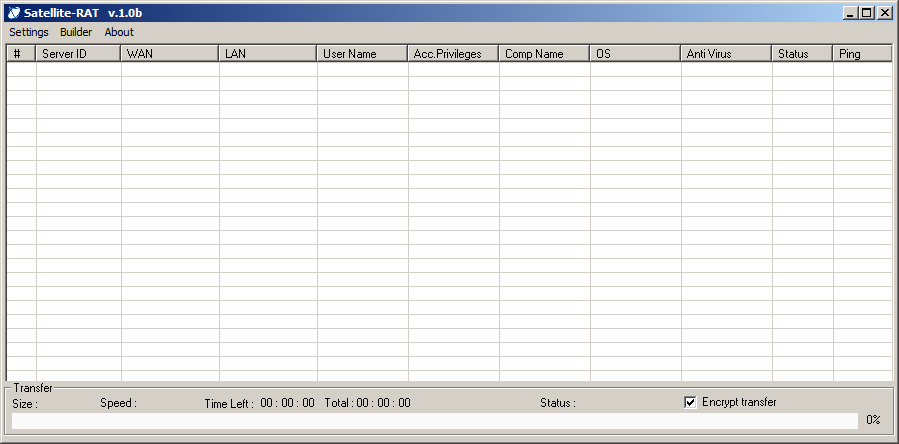 Satellite-RAT v.1.0b
Settings Builder About
# Server ID WAN LAN User Name Acc.Privileges Comp Name OS Anti Virus Status Ping
Transfer
Size : Speed : Time Left : 00 : 00 : 00 Total : 00 : 00 : 00 Status : Encrypt transfer
0%